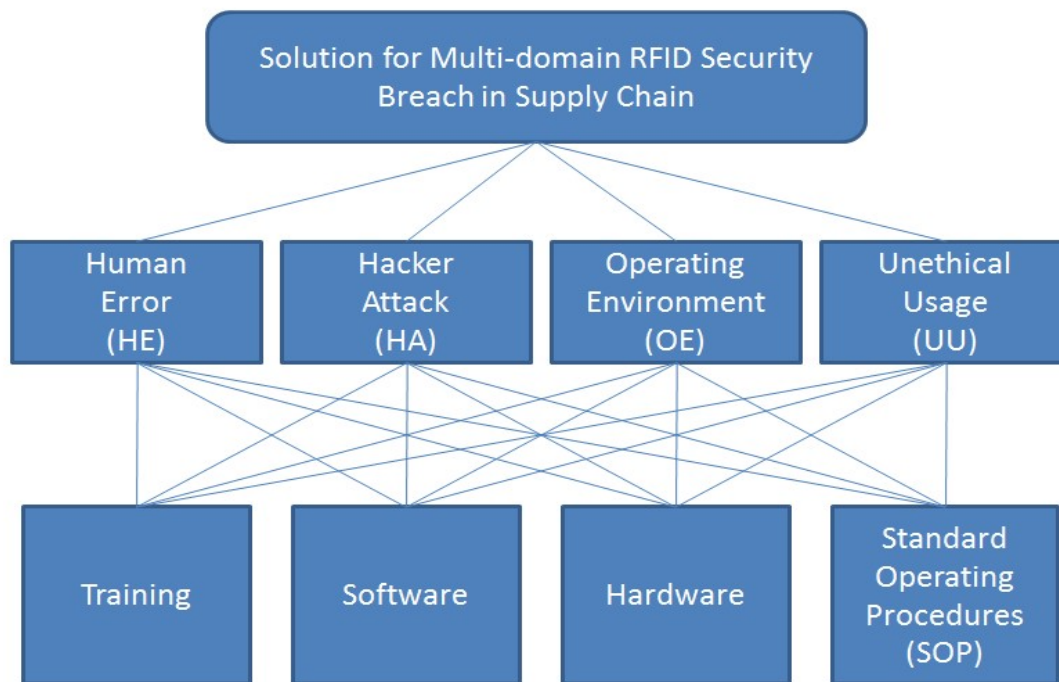 Solution for Multi-domain RFID Security
Breach in Supply Chain
Human
Error
(HE)
Hacker
Attack
(HA)
Operating
Environment
(OE)
Unethical
Usage
(UU)
Training
Software
Hardware
Standard
Operating
Procedures
(SOP)